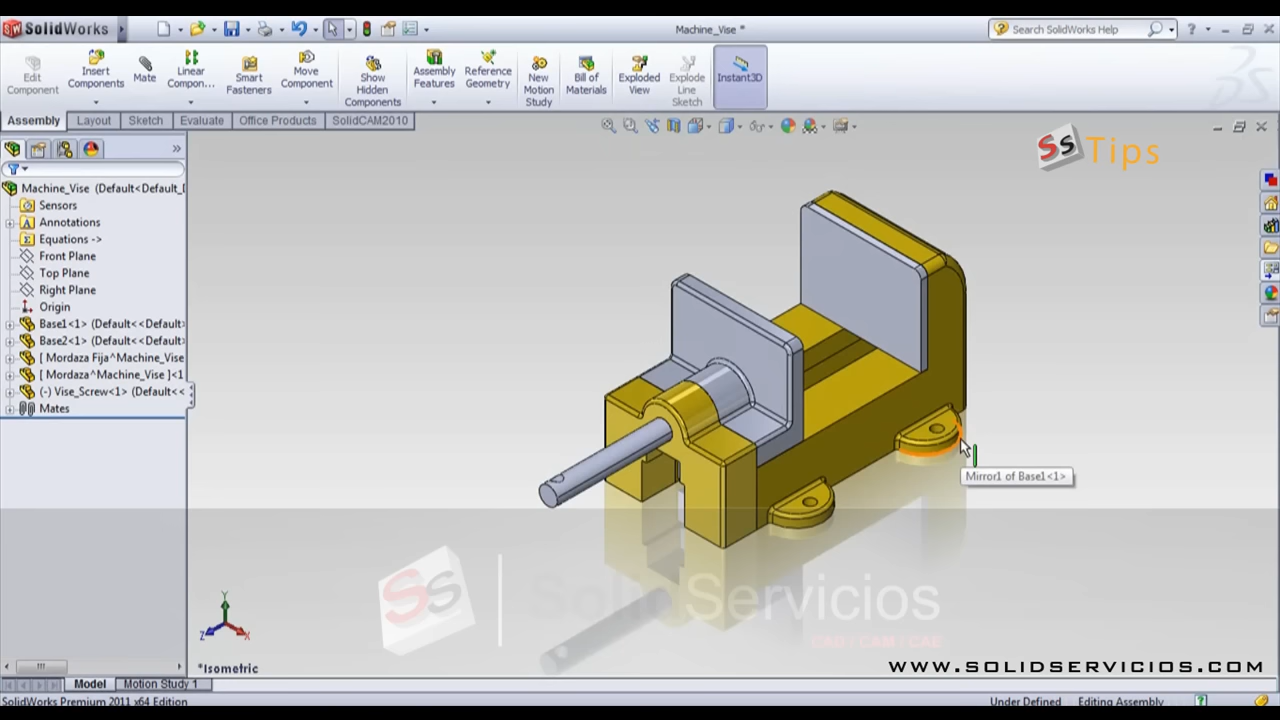 SolidWorks
Machine_Vise *
Search SolidWorks Help
Edit
Component
Insert
Components
Mate
Linear
Compon...
Smart
Fasteners
Move
Component
Show
Hidden
Components
Assembly
Features
Reference
Geometry
New
Motion
Study
Bill of
Materials
Exploded
View
Explode
Line
Sketch
Instant3D
Assembly
Layout
Sketch
Evaluate
Office Products
SolidCAM2010
Ss Tips
Machine_Vise (Default<Default_D
Sensors
Annotations
Equations ->
Front Plane
Top Plane
Right Plane
Origin
Base1<1> (Default<<Default>
Base2<1> (Default<<Default>
[ Mordaza Fija^Machine_Vise
[ Mordaza^Machine_Vise ]<1
(-) Vise_Screw<1> (Default<<
Mates
Mirror1 of Base1<1>
Ss
SolidServicios
CAD | CAM | CAE
Y
Z
X
*Isometric
WWW.SOLIDSERVICIOS.COM
Model
Motion Study 1
SolidWorks Premium 2011 x64 Edition
Under Defined
Editing Assembly